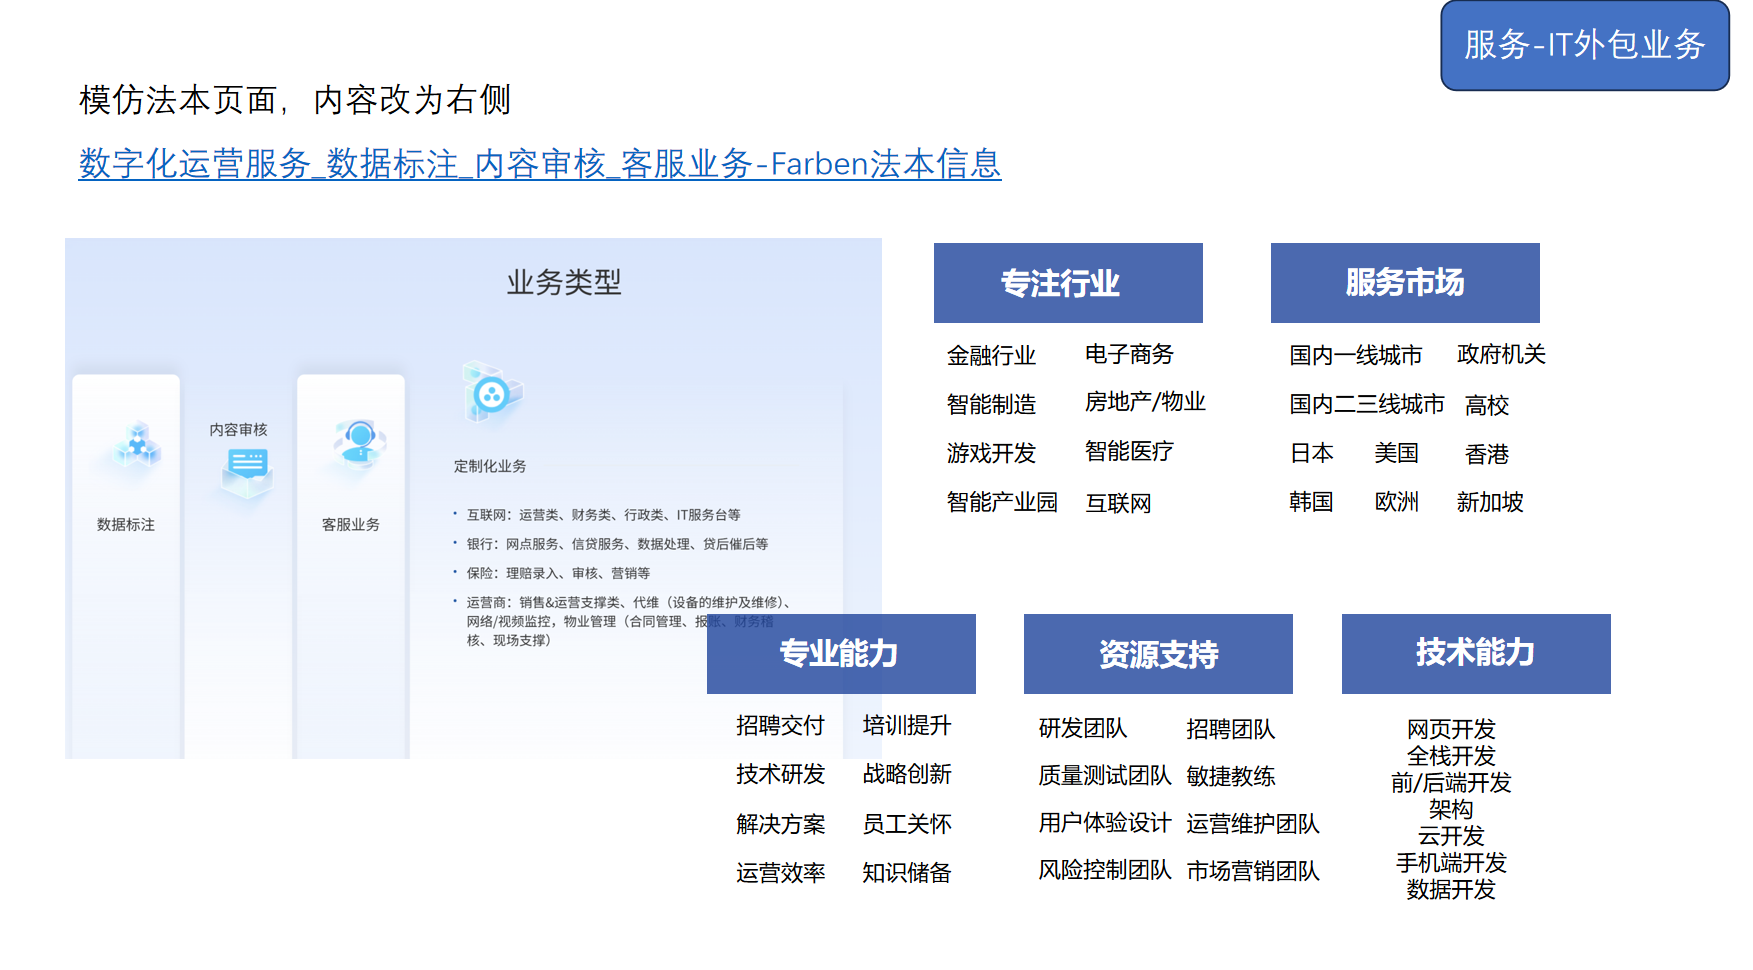 服务-IT外包业务
模仿法本页面，内容改为右侧
数字化运营服务_数据标注_内容审核_客服业务-Farben法本信息
业务类型
数据标注
内容审核
客服业务
定制化业务
• 互联网：运营类、财务类、行政类、IT服务台等
• 银行：网点服务、信贷服务、数据处理、贷后催后等
• 保险：理赔录入、审核、营销等
• 运营商：销售&运营支撑类、代维（设备的维护及维修）、
网络/视频监控，物业管理（合同管理、报账、财务稽
核、现场支撑）
专注行业
金融行业 电子商务
智能制造 房地产/物业
游戏开发 智能医疗
智能产业园 互联网
服务市场
国内一线城市 政府机关
国内二三线城市 高校
日本 美国 香港
韩国 欧洲 新加坡
专业能力
招聘交付 培训提升
技术研发 战略创新
解决方案 员工关怀
运营效率 知识储备
资源支持
研发团队 招聘团队
质量测试团队 敏捷教练
用户体验设计 运营维护团队
风险控制团队 市场营销团队
技术能力
网页开发
全栈开发
前/后端开发
架构
云开发
手机端开发
数据开发